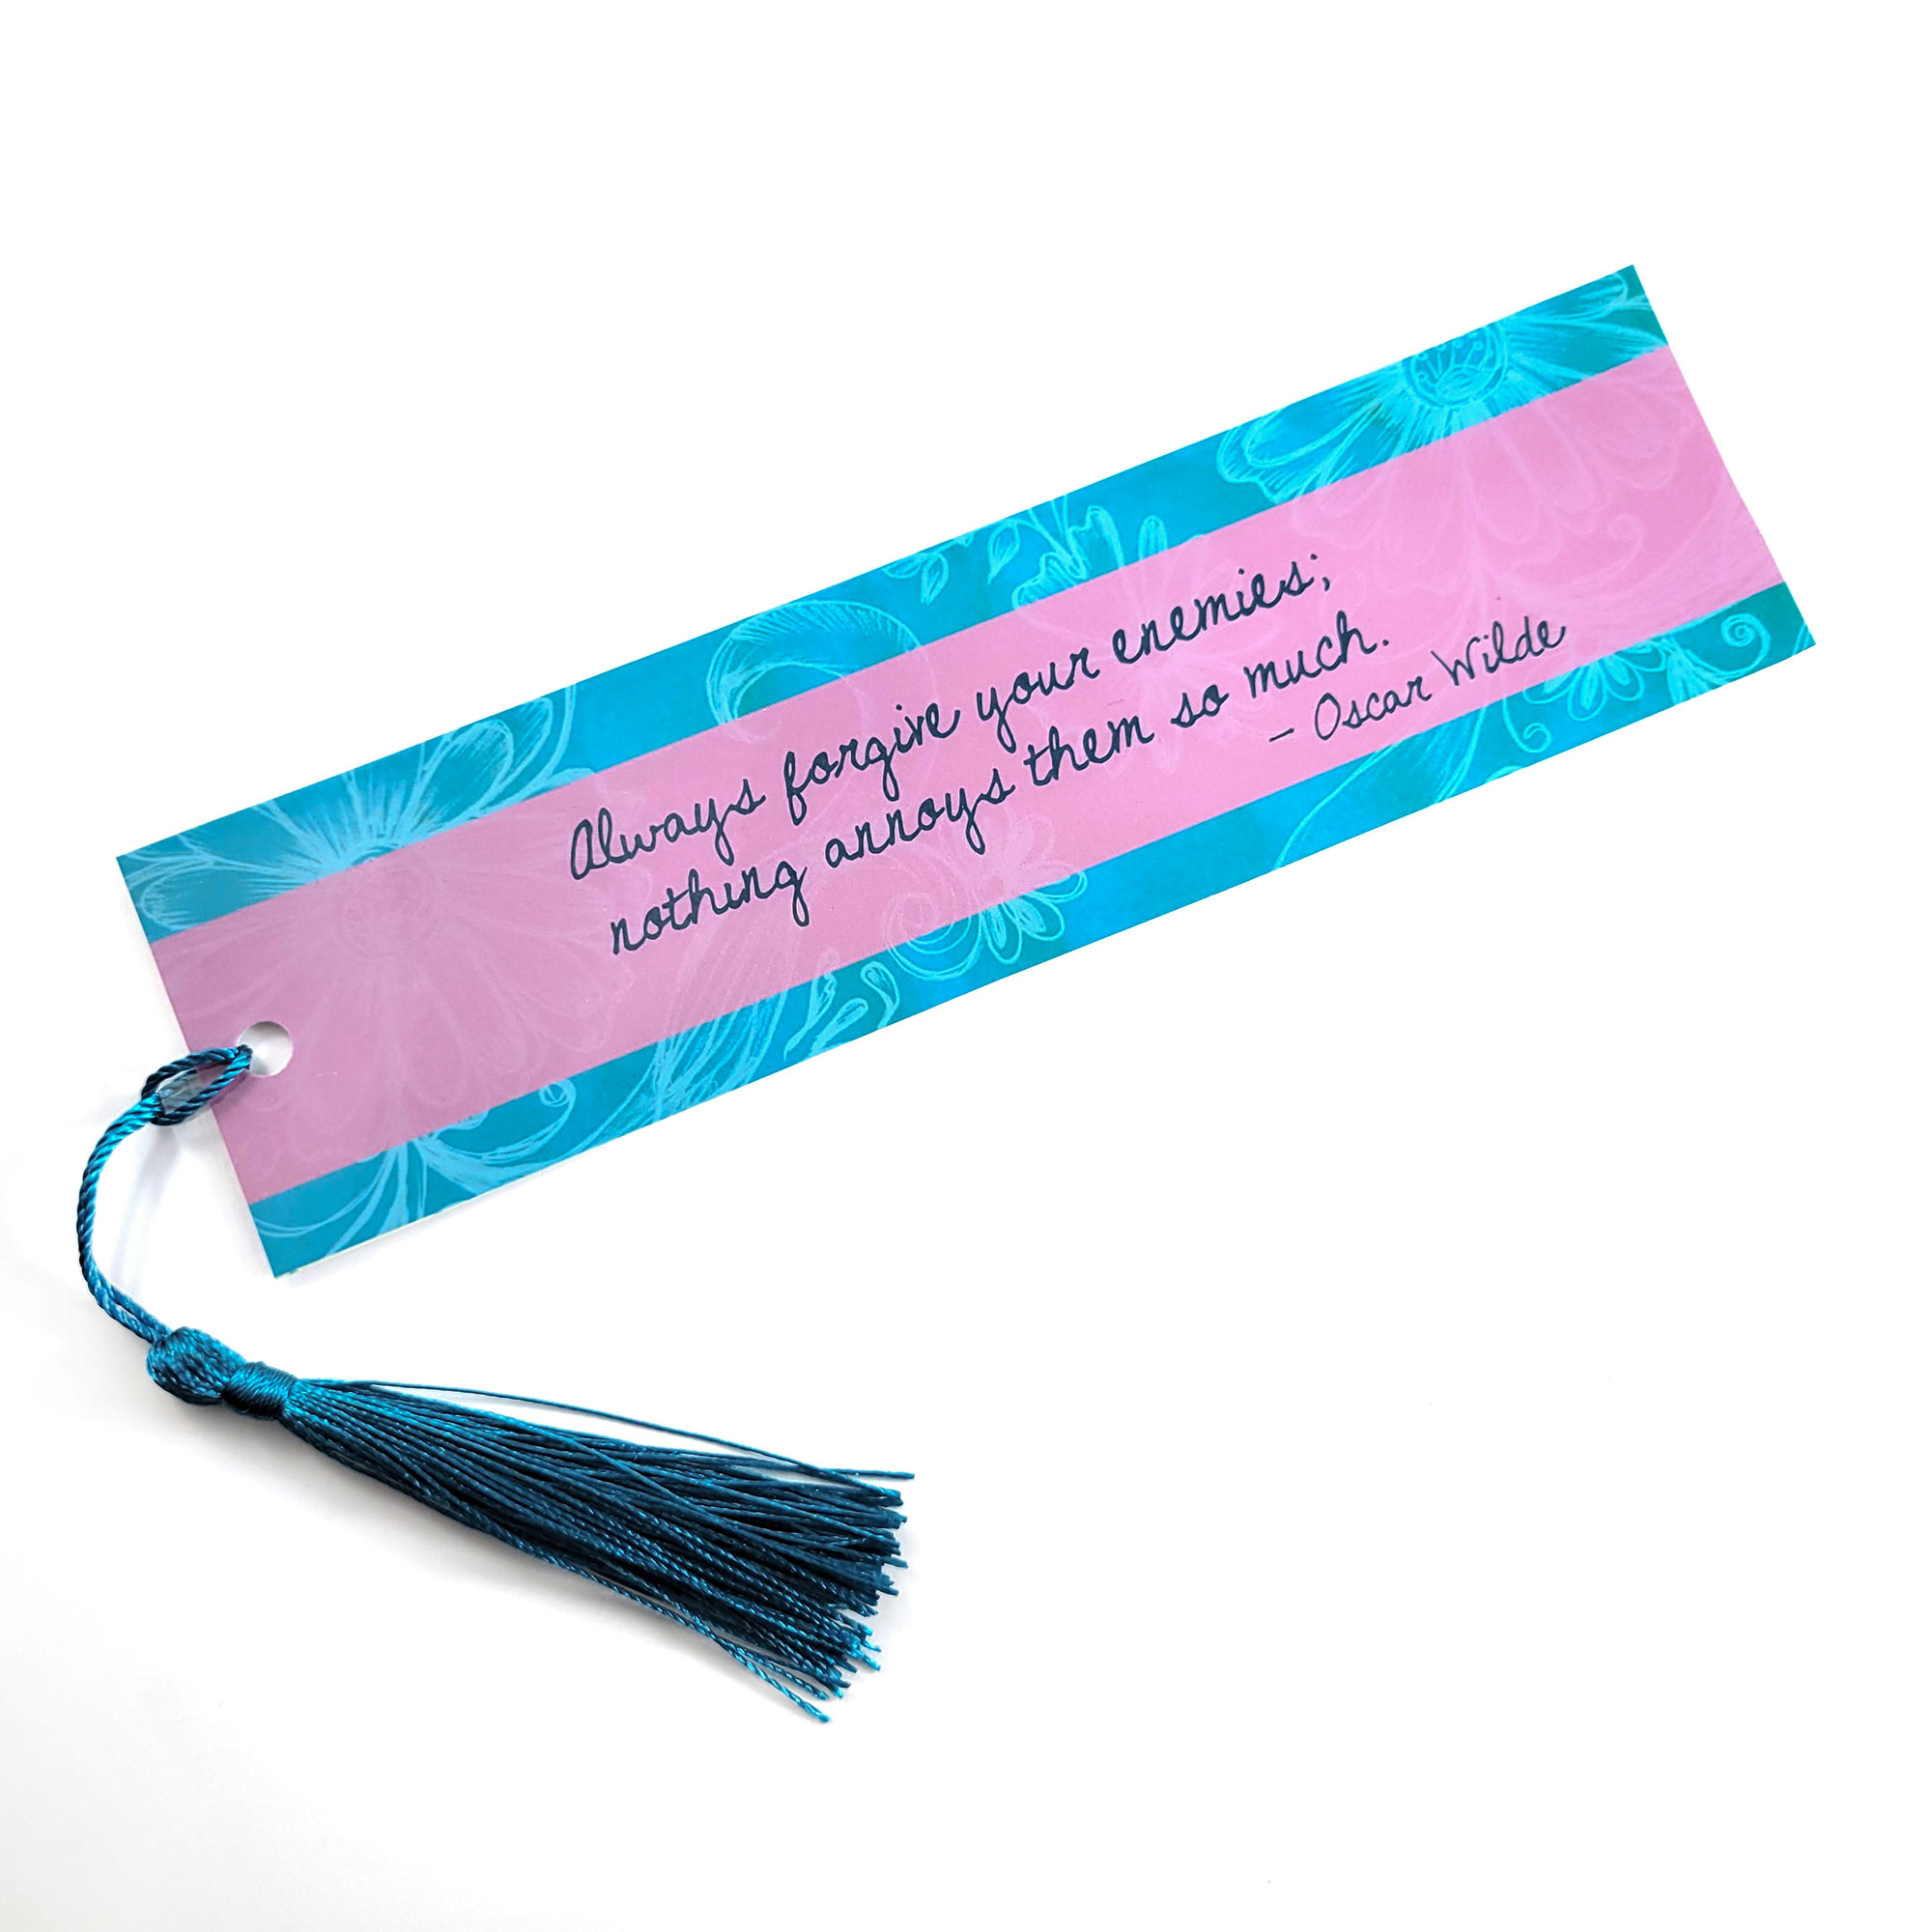 Always forgive your enemies;
nothing annoys them so much.
- Oscar Wilde